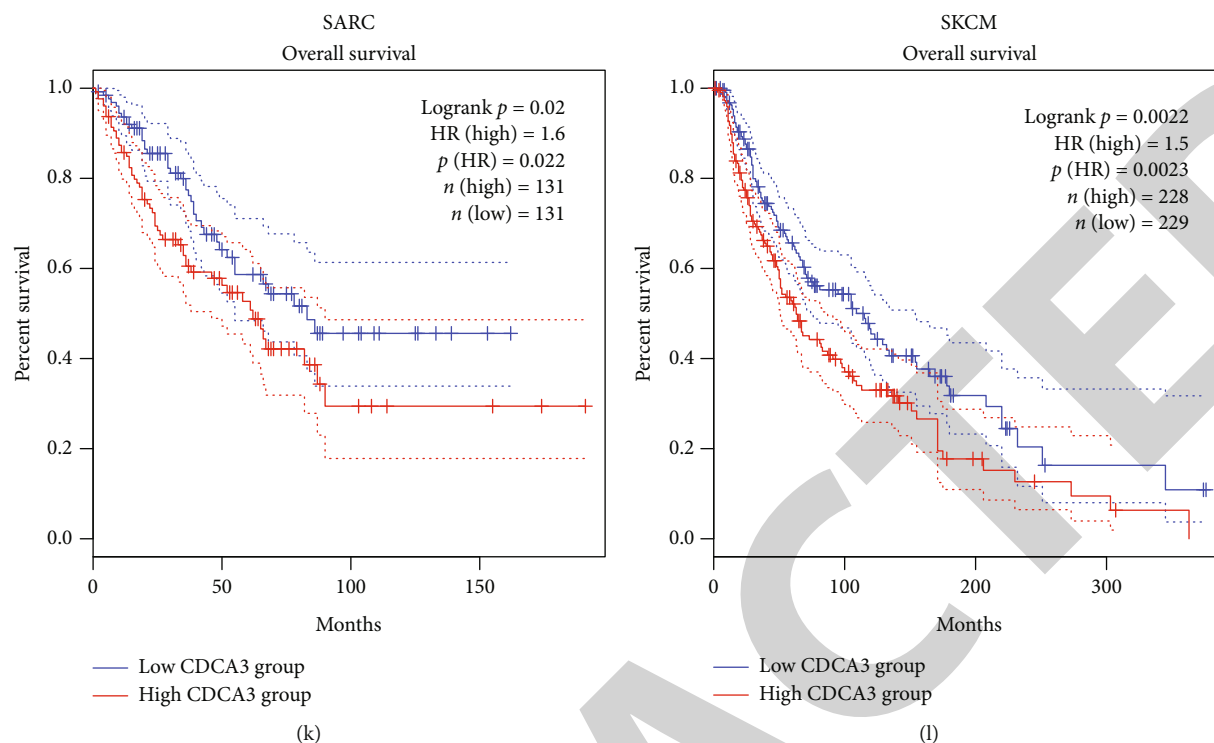 SARC
Overall survival
Logrank p = 0.02
HR (high) = 1.6
p (HR) = 0.022
n (high) = 131
n (low) = 131
Percent survival
1.0
0.8
0.6
0.4
0.2
0.0
0 50 100 150
Months
Low CDCA3 group
High CDCA3 group
(k)
SKCM
Overall survival
Logrank p = 0.0022
HR (high) = 1.5
p (HR) = 0.0023
n (high) = 228
n (low) = 229
Percent survival
1.0
0.8
0.6
0.4
0.2
0.0
0 100 200 300
Months
Low CDCA3 group
High CDCA3 group
(l)
ACTED